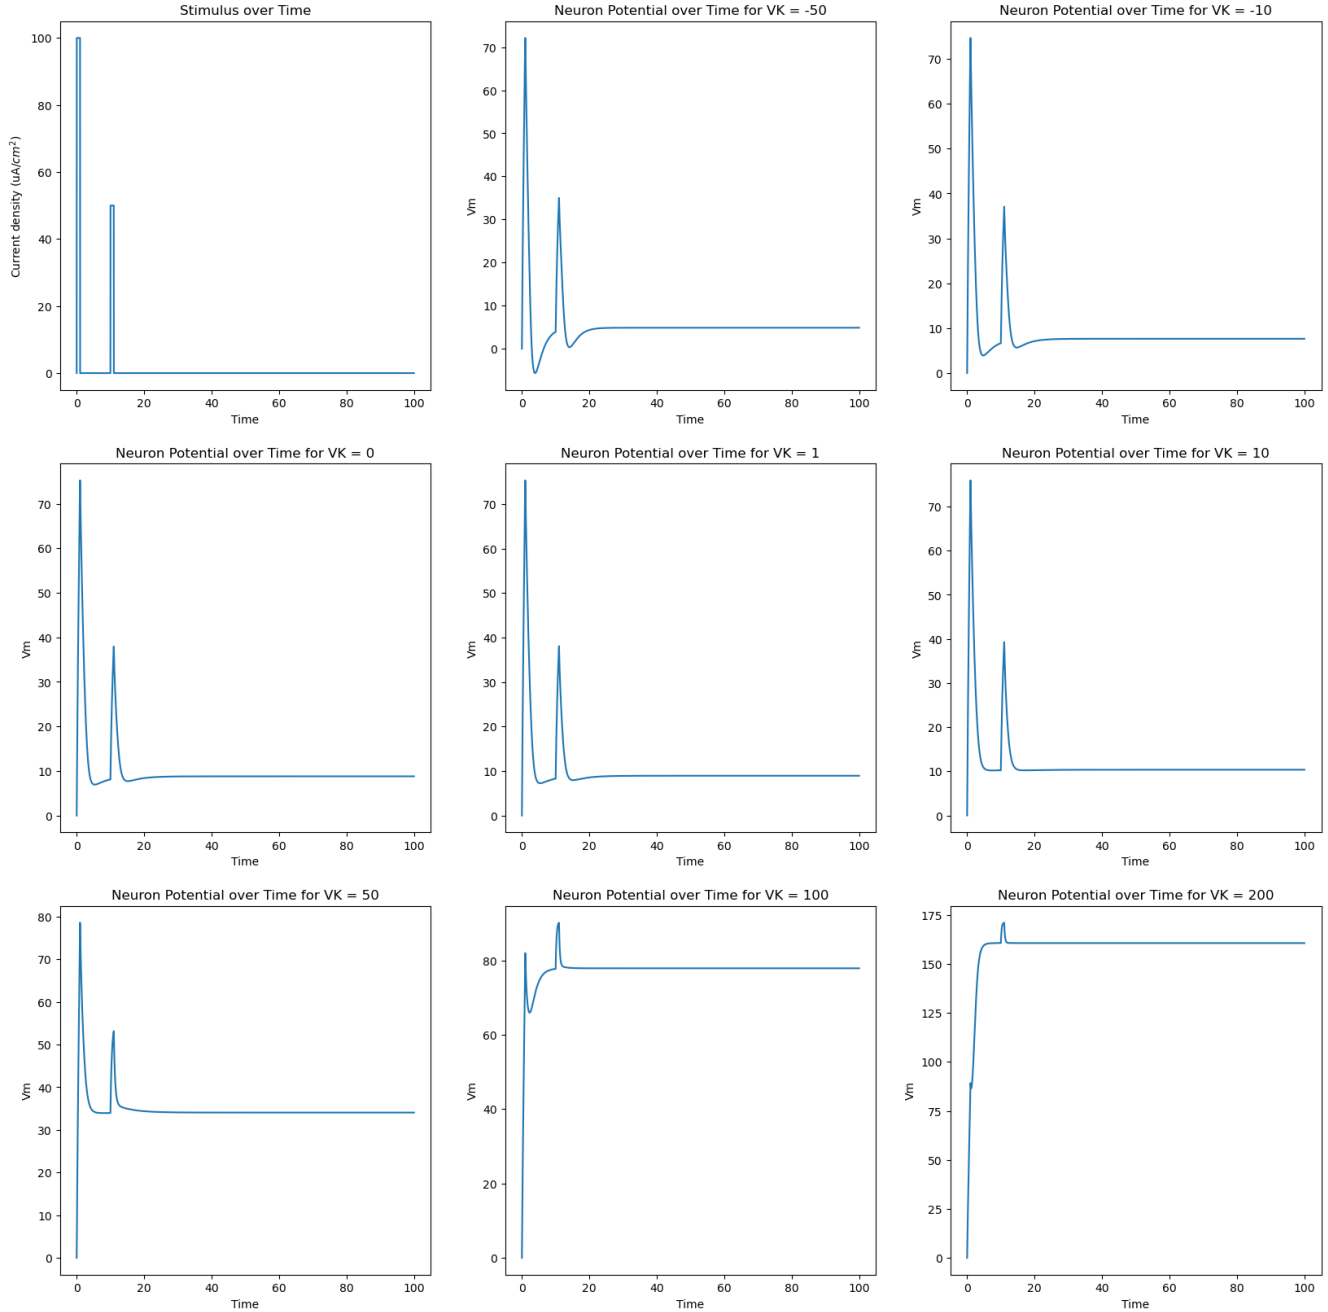 Stimulus over Time
100
80
60
40
20
0
Current density (uA/cm²)
0 20 40 60 80 100
Time
Neuron Potential over Time for VK = -50
70
60
50
40
30
20
10
0
Vm
0 20 40 60 80 100
Time
Neuron Potential over Time for VK = -10
70
60
50
40
30
20
10
0
Vm
0 20 40 60 80 100
Time
Neuron Potential over Time for VK = 0
70
60
50
40
30
20
10
0
Vm
0 20 40 60 80 100
Time
Neuron Potential over Time for VK = 1
70
60
50
40
30
20
10
0
Vm
0 20 40 60 80 100
Time
Neuron Potential over Time for VK = 10
70
60
50
40
30
20
10
0
Vm
0 20 40 60 80 100
Time
Neuron Potential over Time for VK = 50
80
70
60
50
40
30
20
10
0
Vm
0 20 40 60 80 100
Time
Neuron Potential over Time for VK = 100
80
60
40
20
0
Vm
0 20 40 60 80 100
Time
Neuron Potential over Time for VK = 200
175
150
125
100
75
50
25
0
Vm
0 20 40 60 80 100
Time